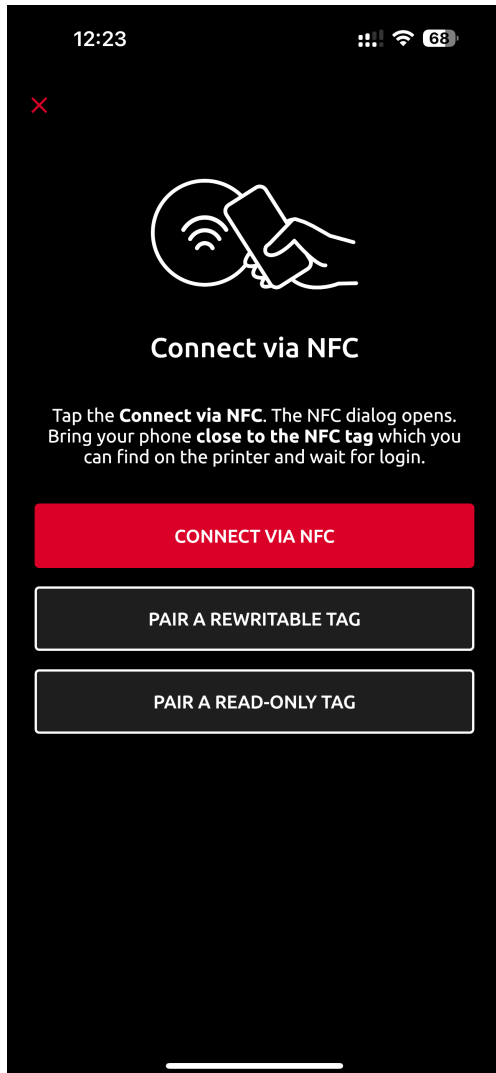 12:23
68
Connect via NFC
Tap the Connect via NFC. The NFC dialog opens.
Bring your phone close to the NFC tag which you
can find on the printer and wait for login.
CONNECT VIA NFC
PAIR A REWRITABLE TAG
PAIR A READ-ONLY TAG